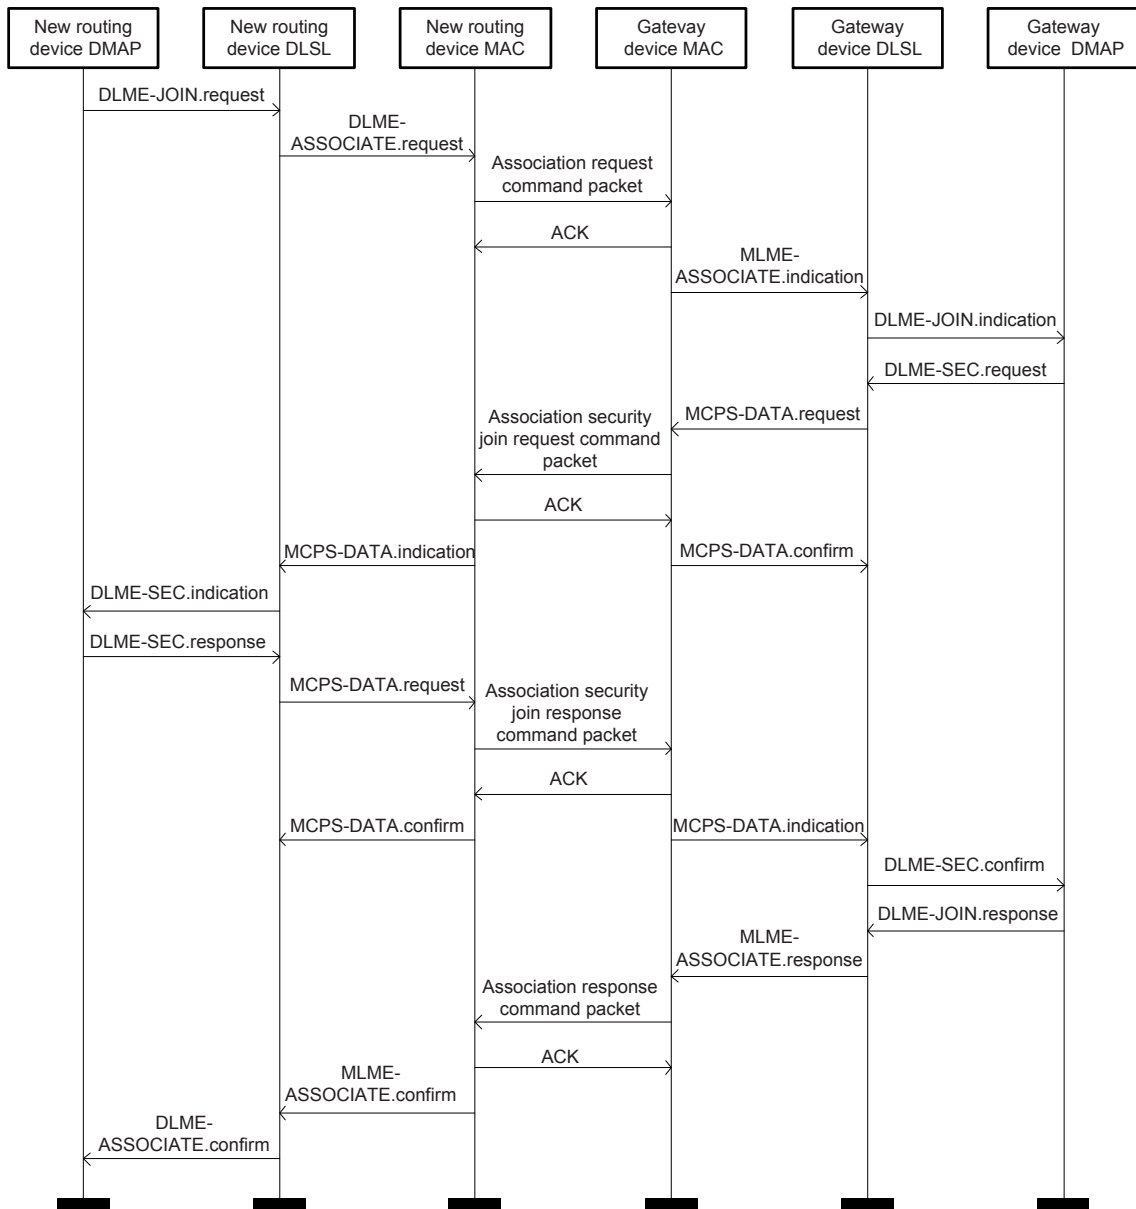 New routing
device DMAP
New routing
device DLSL
New routing
device MAC
Gatevay
device MAC
Gateway
device DLSL
Gateway
device  DMAP
DLME-JOIN.request
DLME-
ASSOCIATE.request
Association request
command packet
ACK
MLME-
ASSOCIATE.indication
DLME-JOIN.indication
DLME-SEC.request
MCPS-DATA.request
Association security
join request command
packet
ACK
MCPS-DATA.indication
MCPS-DATA.confirm
DLME-SEC.indication
DLME-SEC.response
MCPS-DATA.request
Association security
join response
command packet
ACK
MCPS-DATA.confirm
MCPS-DATA.indication
DLME-SEC.confirm
DLME-JOIN.response
MLME-
ASSOCIATE.response
Association response
command packet
ACK
MLME-
ASSOCIATE.confirm
DLME-
ASSOCIATE.confirm